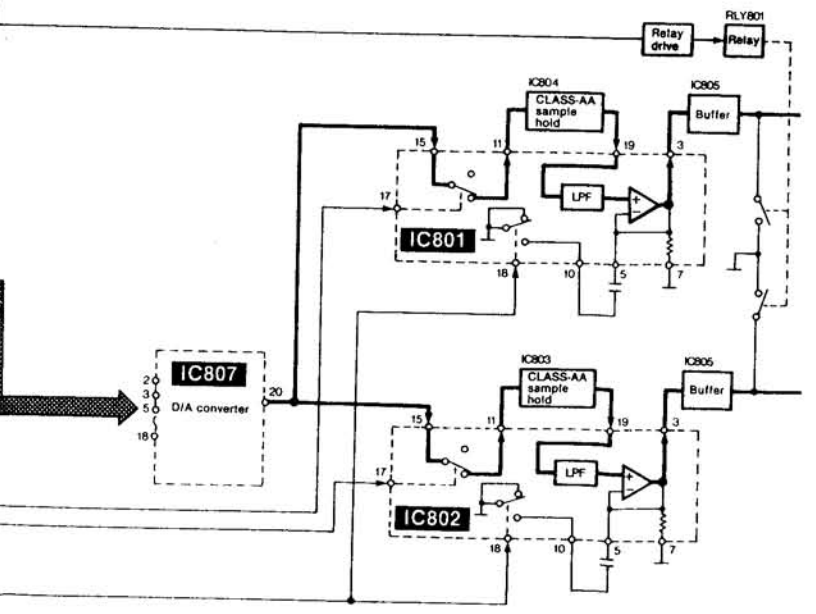 RLY801
Relay
drive
Relay
IC804
CLASS-AA
sample
hold
IC805
Buffer
15
11
19
3
17
LPF
+
−
IC801
18
10
5
7
IC807
2
3
5
18
D/A converter
20
IC803
CLASS-AA
sample
hold
IC805
Buffer
15
11
19
3
17
LPF
+
−
IC802
18
10
5
7